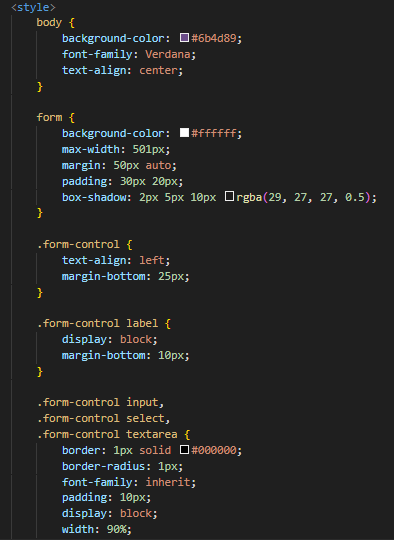 <style>
body {
background-color: #6b4d89;
font-family: Verdana;
text-align: center;
}
form {
background-color: #ffffff;
max-width: 501px;
margin: 50px auto;
padding: 30px 20px;
box-shadow: 2px 5px 10px rgba(29, 27, 27, 0.5);
}
.form-control {
text-align: left;
margin-bottom: 25px;
}
.form-control label {
display: block;
margin-bottom: 10px;
}
.form-control input,
.form-control select,
.form-control textarea {
border: 1px solid #000000;
border-radius: 1px;
font-family: inherit;
padding: 10px;
display: block;
width: 90%;